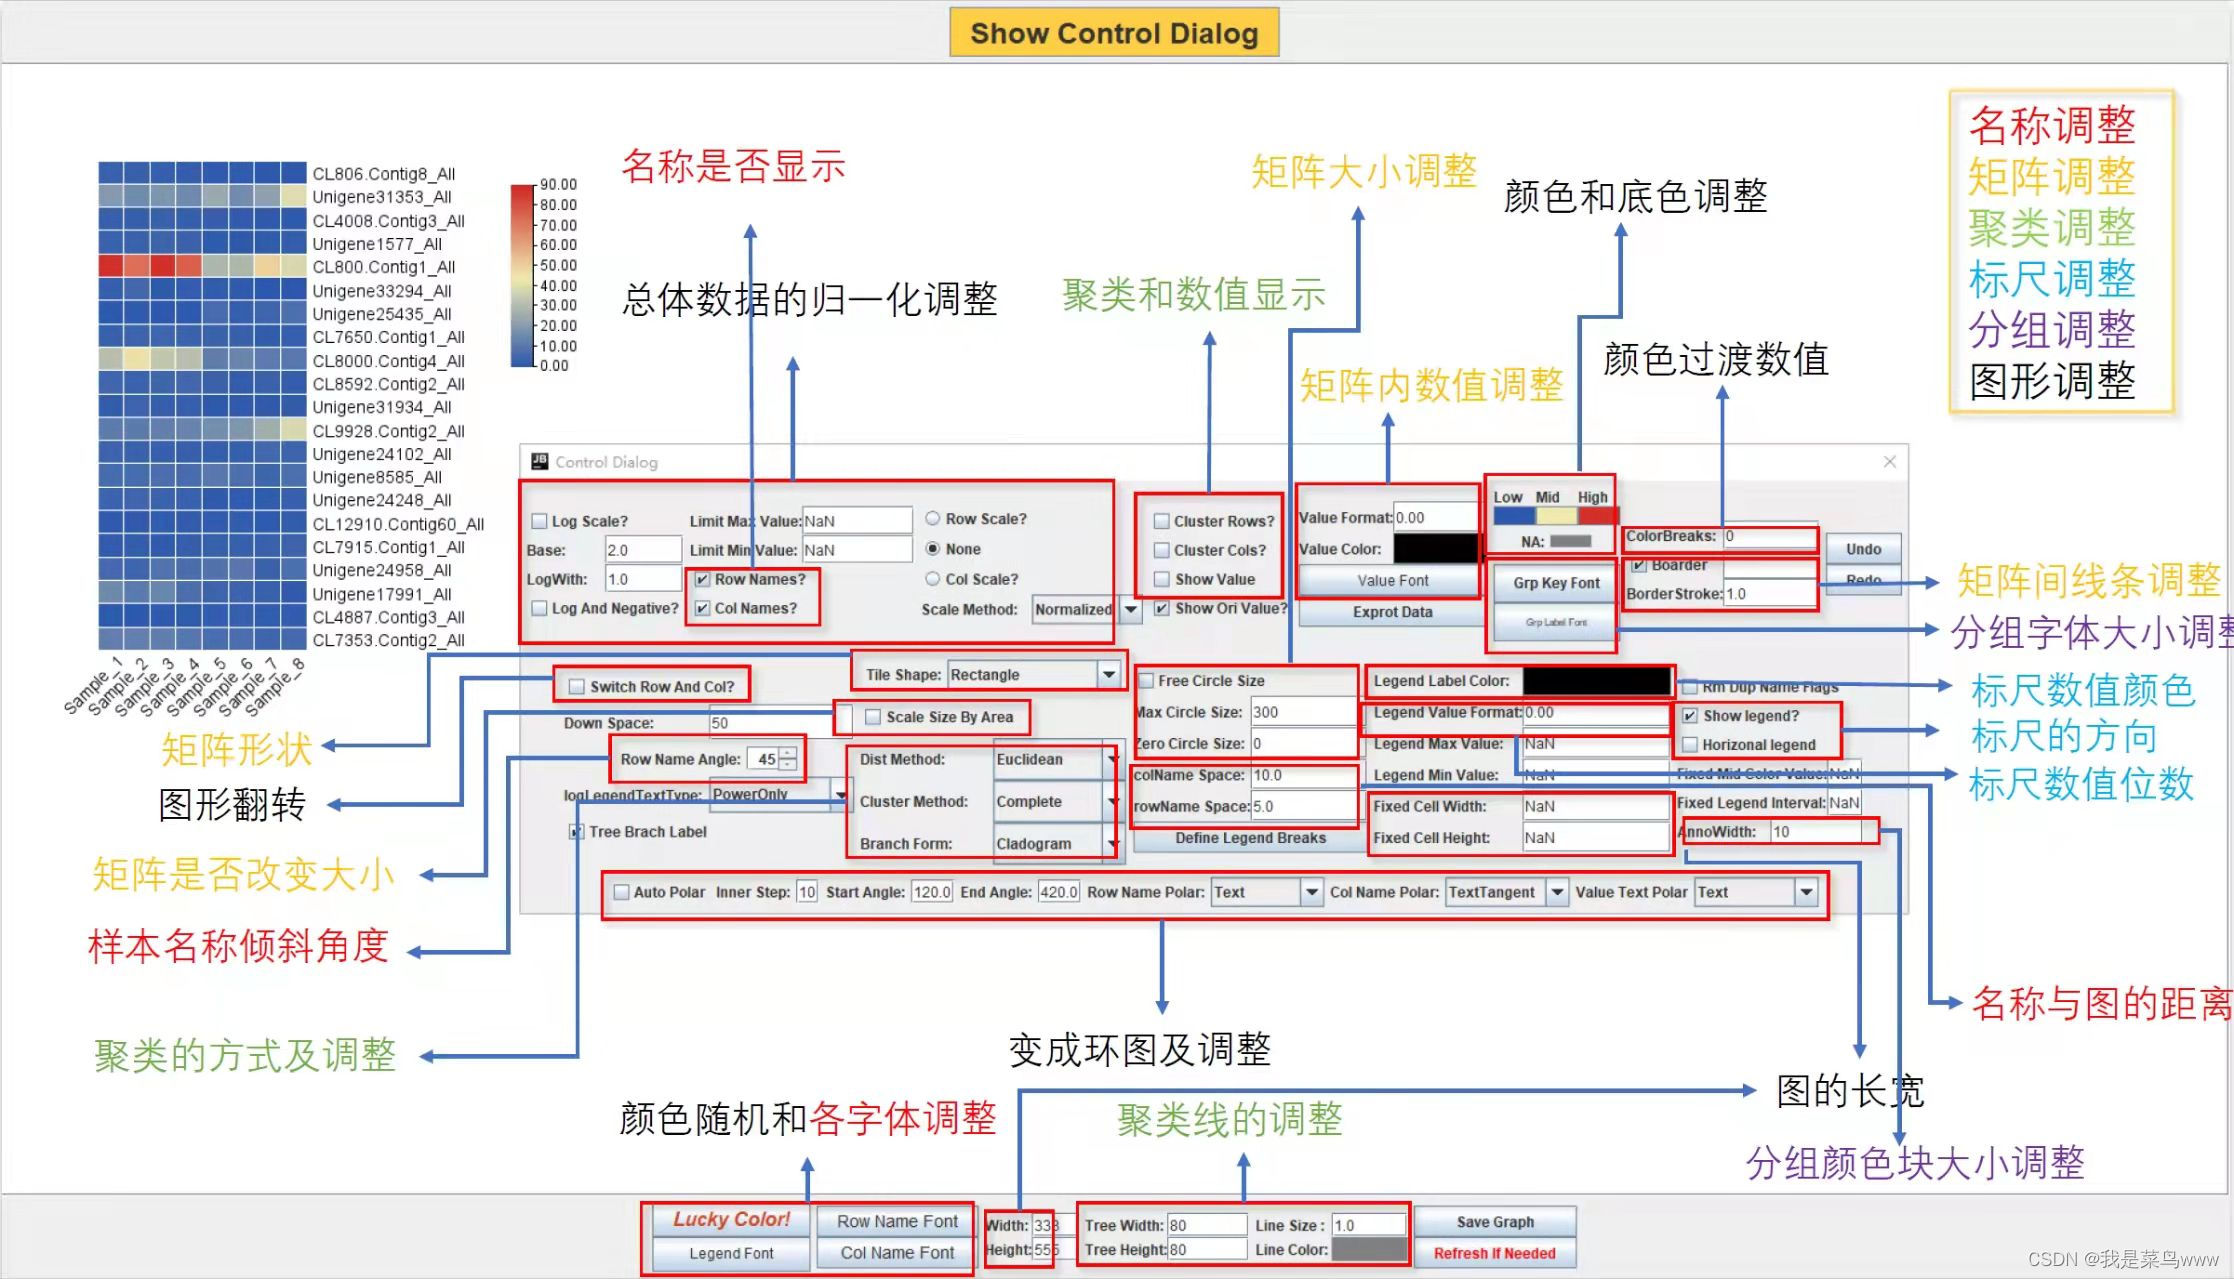 Show Control Dialog
名称调整
矩阵调整
聚类调整
标尺调整
分组调整
图形调整
CL806.Contig8_All
Unigene31353_All
CL4008.Contig3_All
Unigene1577_All
CL800.Contig1_All
Unigene33294_All
Unigene25435_All
CL7650.Contig1_All
CL8000.Contig4_All
CL8592.Contig2_All
Unigene31934_All
CL9928.Contig2_All
Unigene24102_All
Unigene8585_All
Unigene24248_All
CL12910.Contig60_All
CL7915.Contig1_All
Unigene24958_All
Unigene17991_All
CL4887.Contig3_All
CL7353.Contig2_All
Sample_1
Sample_2
Sample_3
Sample_4
Sample_5
Sample_6
Sample_7
Sample_8
90.00
80.00
70.00
60.00
50.00
40.00
30.00
20.00
10.00
0.00
名称是否显示
总体数据的归一化调整
聚类和数值显示
矩阵大小调整
矩阵内数值调整
颜色和底色调整
颜色过渡数值
Control Dialog
Log Scale?
Limit Max Value: NaN
Row Scale?
Base: 2.0
Limit Min Value: NaN
None
LogWith: 1.0
Row Names?
Col Scale?
Log And Negative?
Col Names?
Scale Method: Normalized
Cluster Rows?
Cluster Cols?
Show Value
Show Ori Value?
Value Format: 0.00
Value Color:
Value Font
Exprot Data
Low Mid High
NA:
Grp Key Font
Grp Label Font
ColorBreaks: 0
Boarder
BorderStroke: 1.0
Undo
Redo
Switch Row And Col?
Tile Shape: Rectangle
Down Space: 50
Scale Size By Area
Row Name Angle: 45
logLegendTextType: PowerOnly
Tree Brach Label
Dist Method: Euclidean
Cluster Method: Complete
Branch Form: Cladogram
Free Circle Size
Max Circle Size: 300
Zero Circle Size: 0
colName Space: 10.0
rowName Space: 5.0
Define Legend Breaks
Legend Label Color:
Legend Value Format: 0.00
Legend Max Value: NaN
Legend Min Value: NaN
Fixed Cell Width: NaN
Fixed Cell Height: NaN
Rm Dup Name Flags
Show legend?
Horizonal legend
Fixed Mid Color Value: NaN
Fixed Legend Interval: NaN
AnnoWidth: 10
Auto Polar Inner Step: 10 Start Angle: 120.0 End Angle: 420.0 Row Name Polar: Text Col Name Polar: TextTangent Value Text Polar Text
矩阵间线条调整
分组字体大小调整
标尺数值颜色
标尺的方向
标尺数值位数
矩阵形状
图形翻转
矩阵是否改变大小
样本名称倾斜角度
聚类的方式及调整
名称与图的距离
变成环图及调整
图的长宽
颜色随机和各字体调整
聚类线的调整
分组颜色块大小调整
Lucky Color!
Row Name Font
Legend Font
Col Name Font
Width: 333
Height: 555
Tree Width: 80
Line Size : 1.0
Tree Height: 80
Line Color:
Save Graph
Refresh If Needed
CSDN @我是菜鸟www